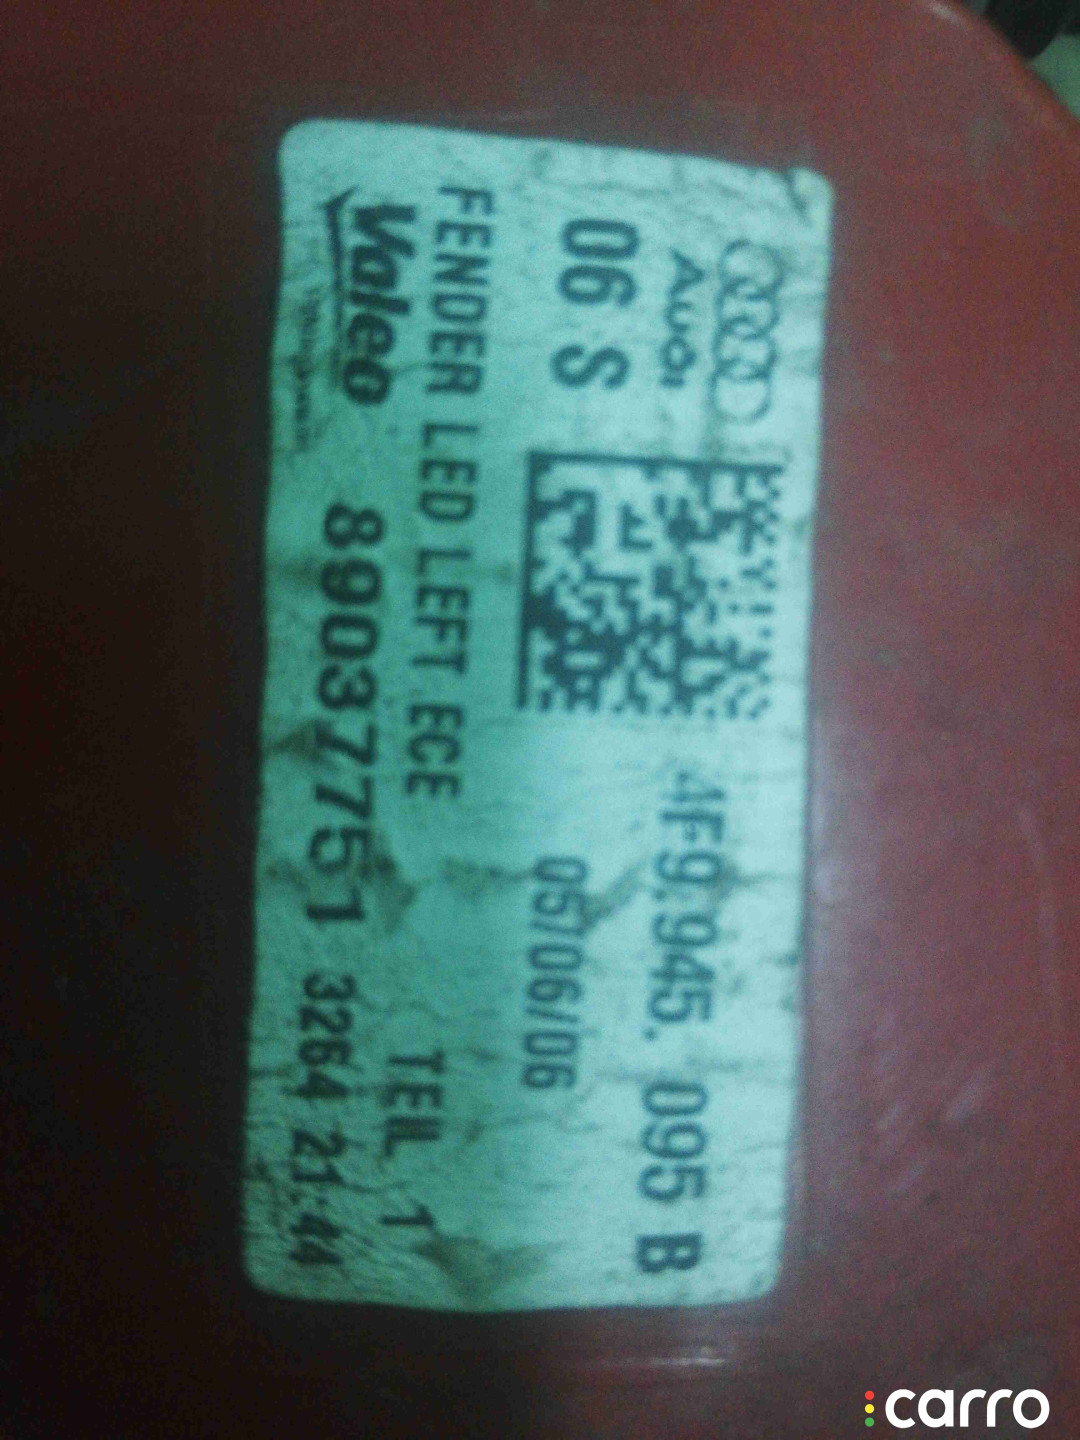 Audi
4F9.945. 095 B
06 S
05/06/06
FENDER LED LEFT ECE
TEIL 1
Valeo
89037751
3264 21:44
carro